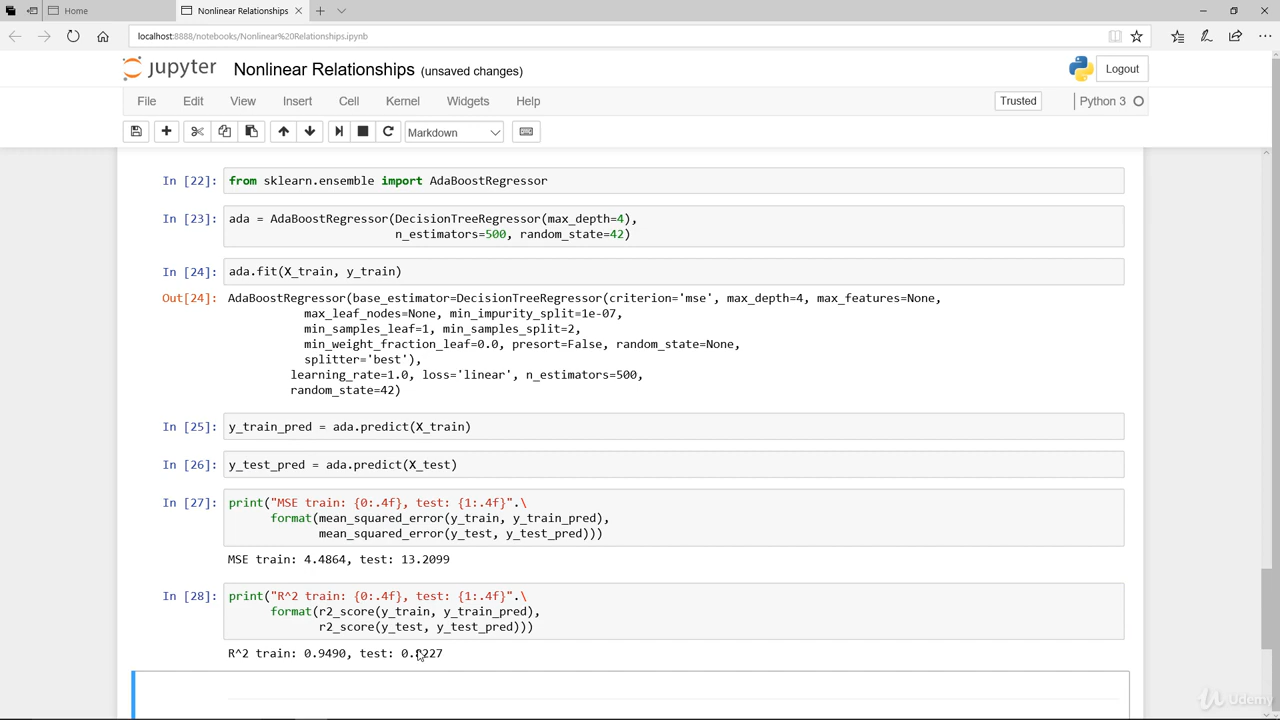 Home
Nonlinear Relationships
localhost:8888/notebooks/Nonlinear%20Relationships.ipynb
jupyter Nonlinear Relationships (unsaved changes)
Logout
File Edit View Insert Cell Kernel Widgets Help
Trusted
Python 3
Markdown
In [22]: from sklearn.ensemble import AdaBoostRegressor
In [23]: ada = AdaBoostRegressor(DecisionTreeRegressor(max_depth=4),
n_estimators=500, random_state=42)
In [24]: ada.fit(X_train, y_train)
Out[24]: AdaBoostRegressor(base_estimator=DecisionTreeRegressor(criterion='mse', max_depth=4, max_features=None,
max_leaf_nodes=None, min_impurity_split=1e-07,
min_samples_leaf=1, min_samples_split=2,
min_weight_fraction_leaf=0.0, presort=False, random_state=None,
splitter='best'),
learning_rate=1.0, loss='linear', n_estimators=500,
random_state=42)
In [25]: y_train_pred = ada.predict(X_train)
In [26]: y_test_pred = ada.predict(X_test)
In [27]: print("MSE train: {0:.4f}, test: {1:.4f}".\
format(mean_squared_error(y_train, y_train_pred),
mean_squared_error(y_test, y_test_pred)))
MSE train: 4.4864, test: 13.2099
In [28]: print("R^2 train: {0:.4f}, test: {1:.4f}".\
format(r2_score(y_train, y_train_pred),
r2_score(y_test, y_test_pred)))
R^2 train: 0.9490, test:
Udemy